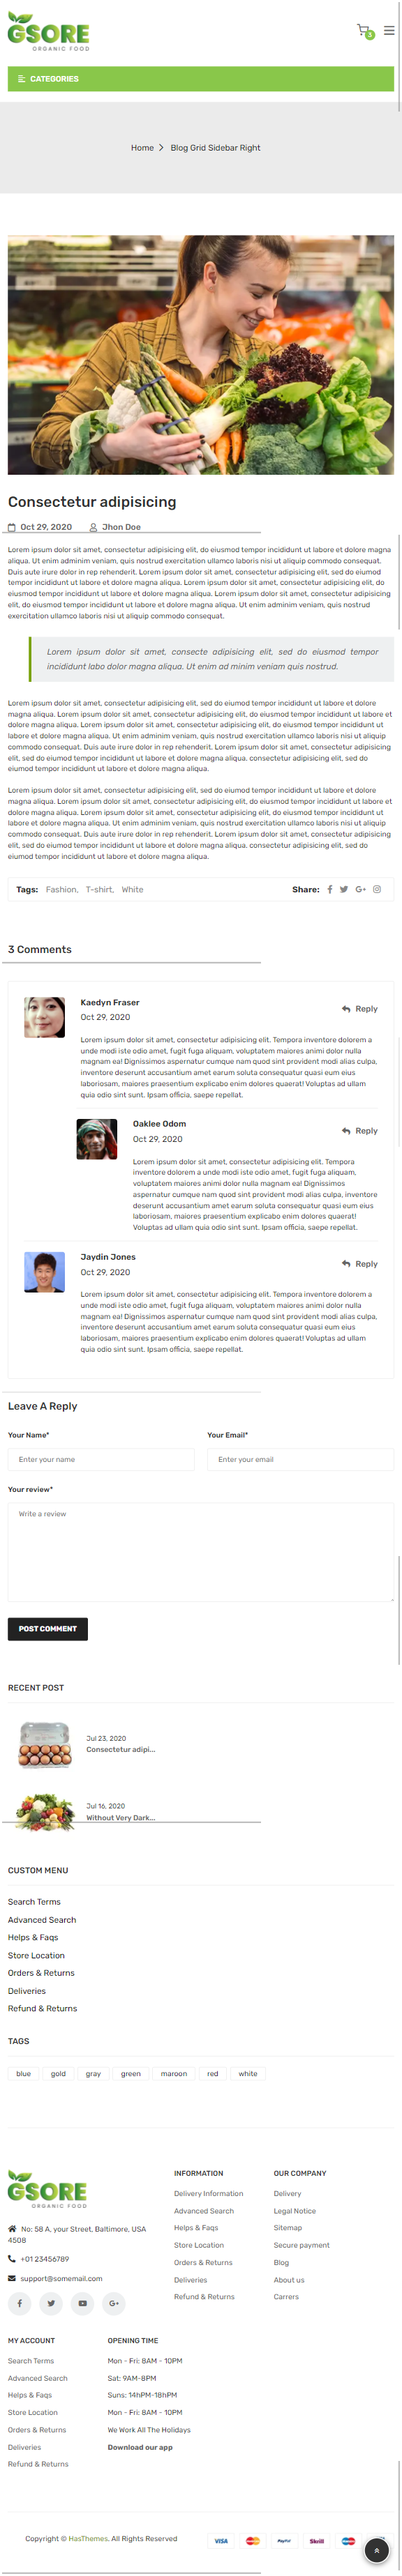 GSORE
ORGANIC FOOD
3
CATEGORIES
Home > Blog Grid Sidebar Right
Consectetur adipisicing
Oct 29, 2020 Jhon Doe
Lorem ipsum dolor sit amet, consectetur adipisicing elit, do eiusmod tempor incididunt ut labore et dolore magna
aliqua. Ut enim adminim veniam, quis nostrud exercitation ullamco laboris nisi ut aliquip commodo consequat.
Duis aute irure dolor in rep rehenderit. Lorem ipsum dolor sit amet, consectetur adipisicing elit, sed do eiumod
tempor incididunt ut labore et dolore magna aliqua. Lorem ipsum dolor sit amet, consectetur adipisicing elit, do
eiusmod tempor incididunt ut labore et dolore magna aliqua. Lorem ipsum dolor sit amet, consectetur adipisicing
elit, do eiusmod tempor incididunt ut labore et dolore magna aliqua. Ut enim adminim veniam, quis nostrud
exercitation ullamco laboris nisi ut aliquip commodo consequat.
Lorem ipsum dolor sit amet, consecte adipisicing elit, sed do eiusmod tempor
incididunt labo dolor magna aliqua. Ut enim ad minim veniam quis nostrud.
Lorem ipsum dolor sit amet, consectetur adipisicing elit, sed do eiusmod tempor incididunt ut labore et dolore
magna aliqua. Lorem ipsum dolor sit amet, consectetur adipisicing elit, do eiusmod tempor incididunt ut labore et
dolore magna aliqua. Lorem ipsum dolor sit amet, consectetur adipisicing elit, do eiusmod tempor incididunt ut
labore et dolore magna aliqua. Ut enim adminim veniam, quis nostrud exercitation ullamco laboris nisi ut aliquip
commodo consequat. Duis aute irure dolor in rep rehenderit. Lorem ipsum dolor sit amet, consectetur adipisicing
elit, sed do eiusmod tempor incididunt ut labore et dolore magna aliqua. consectetur adipisicing elit, sed do
eiumod tempor incididunt ut labore et dolore magna aliqua.
Lorem ipsum dolor sit amet, consectetur adipisicing elit, sed do eiusmod tempor incididunt ut labore et dolore
magna aliqua. Lorem ipsum dolor sit amet, consectetur adipisicing elit, do eiusmod tempor incididunt ut labore et
dolore magna aliqua. Lorem ipsum dolor sit amet, consectetur adipisicing elit, do eiusmod tempor incididunt ut
labore et dolore magna aliqua. Ut enim adminim veniam, quis nostrud exercitation ullamco laboris nisi ut aliquip
commodo consequat. Duis aute irure dolor in rep rehenderit. Lorem ipsum dolor sit amet, consectetur adipisicing
elit, sed do eiusmod tempor incididunt ut labore et dolore magna aliqua. consectetur adipisicing elit, sed do
eiumod tempor incididunt ut labore et dolore magna aliqua.
Tags: Fashion, T-shirt, White Share:
3 Comments
Kaedyn Fraser
Reply
Oct 29, 2020
Lorem ipsum dolor sit amet, consectetur adipisicing elit. Tempora inventore dolorem a
unde modi iste odio amet, fugit fuga aliquam, voluptatem maiores animi dolor nulla
magnam ea! Dignissimos aspernatur cumque nam quod sint provident modi alias culpa,
inventore deserunt accusantium amet earum soluta consequatur quasi eum eius
laboriosam, maiores praesentium explicabo enim dolores quaerat! Voluptas ad ullam
quia odio sint sunt. Ipsam officia, saepe repellat.
Oaklee Odom
Reply
Oct 29, 2020
Lorem ipsum dolor sit amet, consectetur adipisicing elit. Tempora
inventore dolorem a unde modi iste odio amet, fugit fuga aliquam,
voluptatem maiores animi dolor nulla magnam ea! Dignissimos
aspernatur cumque nam quod sint provident modi alias culpa, inventore
deserunt accusantium amet earum soluta consequatur quasi eum eius
laboriosam, maiores praesentium explicabo enim dolores quaerat!
Voluptas ad ullam quia odio sint sunt. Ipsam officia, saepe repellat.
Jaydin Jones
Reply
Oct 29, 2020
Lorem ipsum dolor sit amet, consectetur adipisicing elit. Tempora inventore dolorem a
unde modi iste odio amet, fugit fuga aliquam, voluptatem maiores animi dolor nulla
magnam ea! Dignissimos aspernatur cumque nam quod sint provident modi alias culpa,
inventore deserunt accusantium amet earum soluta consequatur quasi eum eius
laboriosam, maiores praesentium explicabo enim dolores quaerat! Voluptas ad ullam
quia odio sint sunt. Ipsam officia, saepe repellat.
Leave A Reply
Your Name* Your Email*
Enter your name Enter your email
Your review*
Write a review
POST COMMENT
RECENT POST
Jul 23, 2020
Consectetur adipi...
Jul 16, 2020
Without Very Dark...
CUSTOM MENU
Search Terms
Advanced Search
Helps & Faqs
Store Location
Orders & Returns
Deliveries
Refund & Returns
TAGS
blue gold gray green maroon red white
GSORE
ORGANIC FOOD
No: 58 A, your Street, Baltimore, USA
4508
+01 23456789
support@somemail.com
INFORMATION
Delivery Information
Advanced Search
Helps & Faqs
Store Location
Orders & Returns
Deliveries
Refund & Returns
OUR COMPANY
Delivery
Legal Notice
Sitemap
Secure payment
Blog
About us
Carrers
MY ACCOUNT
Search Terms
Advanced Search
Helps & Faqs
Store Location
Orders & Returns
Deliveries
Refund & Returns
OPENING TIME
Mon - Fri: 8AM - 10PM
Sat: 9AM-8PM
Suns: 14hPM-18hPM
Mon - Fri: 8AM - 10PM
We Work All The Holidays
Download our app
Copyright © HasThemes. All Rights Reserved
VISA PayPal Skrill